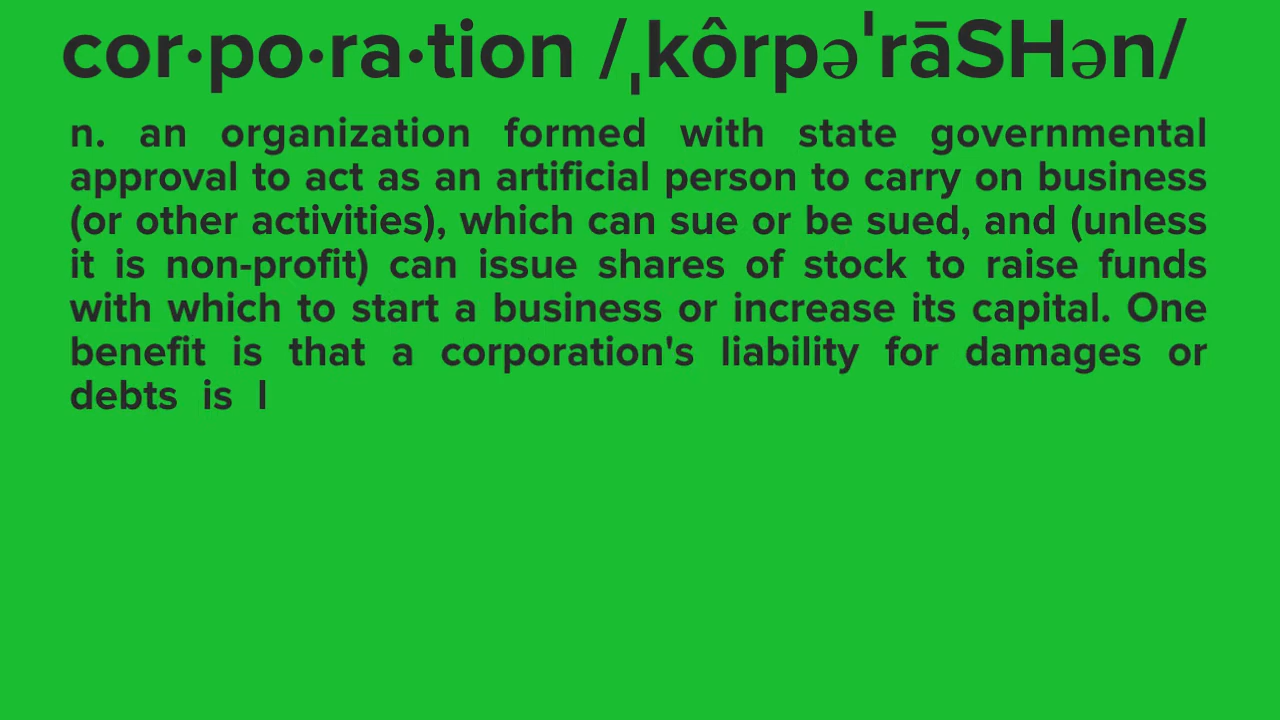 cor·po·ra·tion /ˌkôrpəˈrāSHən/
n. an organization formed with state governmental
approval to act as an artificial person to carry on business
(or other activities), which can sue or be sued, and (unless
it is non-profit) can issue shares of stock to raise funds
with which to start a business or increase its capital. One
benefit is that a corporation's liability for damages or
debts is l